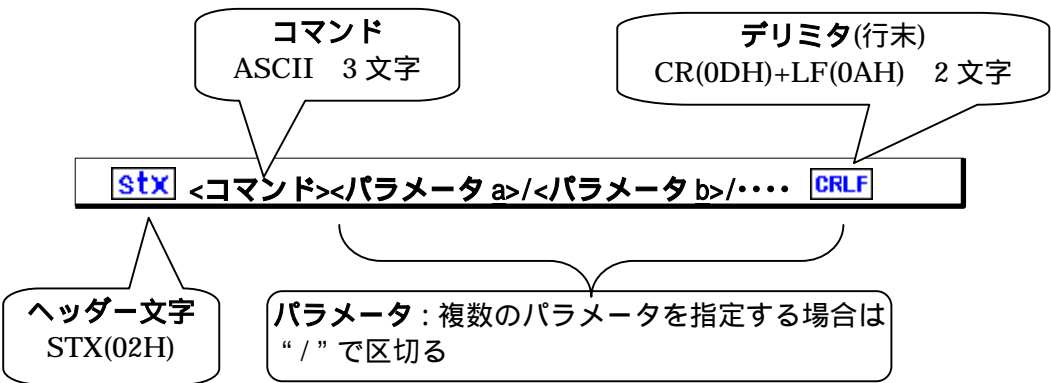 コマンド
ASCII 3 文字
デリミタ(行末)
CR(0DH)+LF(0AH) 2 文字
stx <コマンド><パラメータ a>/<パラメータ b>/・・・・ CRLF
ヘッダー文字
STX(02H)
パラメータ : 複数のパラメータを指定する場合は
“ / ” で区切る